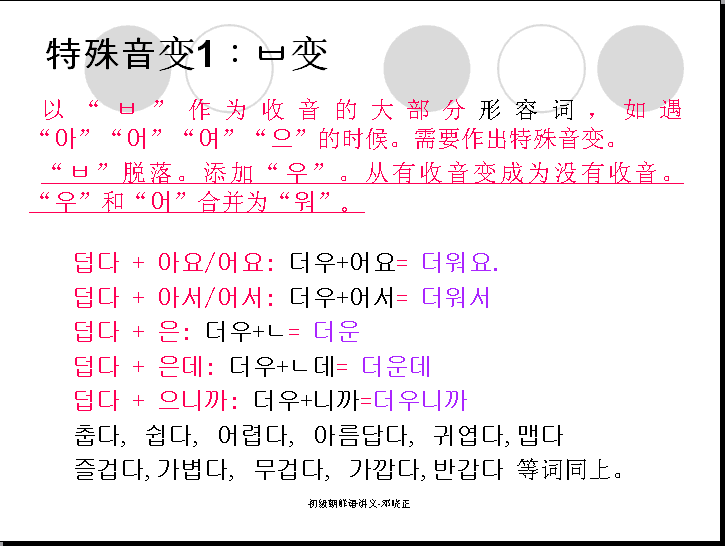 特殊音变1：ㅂ变
以“ㅂ”作为收音的大部分形容词，如遇
“아”“어”“여”“으”的时候。需要作出特殊音变。
“ㅂ”脱落。添加“우”。从有收音变成为没有收音。
“우”和“어”合并为“워”。
덥다 + 아요/어요: 더우+어요= 더워요.
덥다 + 아서/어서: 더우+어서= 더워서
덥다 + 은: 더우+ㄴ= 더운
덥다 + 은데: 더우+ㄴ데= 더운데
덥다 + 으니까: 더우+니까=더우니까
춥다, 쉽다, 어렵다, 아름답다, 귀엽다, 맵다
즐겁다, 가볍다, 무겁다, 가깝다, 반갑다 等词同上。
初级朝鲜语讲义-邓晓正